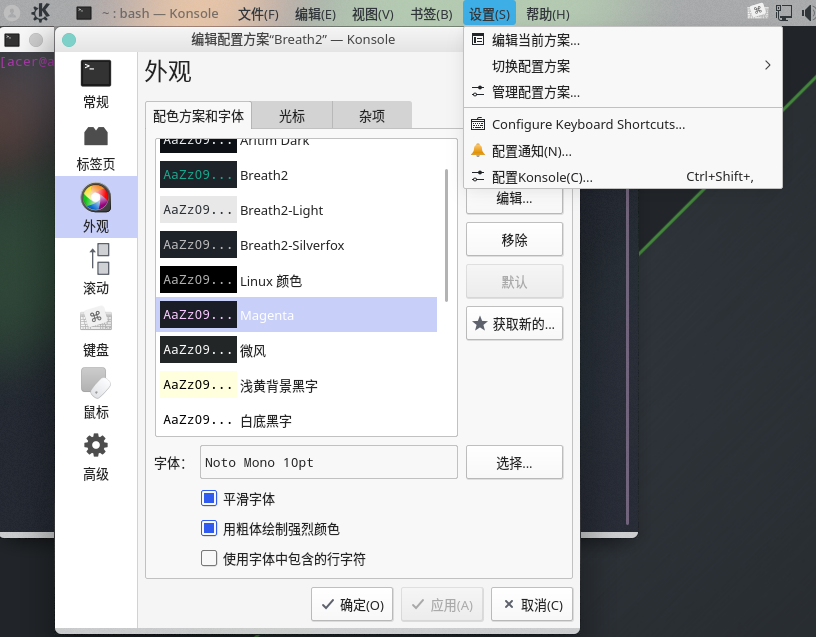 ~ : bash — Konsole 文件(F) 编辑(E) 视图(V) 书签(B) 设置(S) 帮助(H)
编辑配置方案“Breath2” — Konsole
编辑当前方案...
切换配置方案
管理配置方案...
Configure Keyboard Shortcuts...
配置通知(N)...
配置Konsole(C)... Ctrl+Shift+,
[acer@a
常规
标签页
外观
滚动
键盘
鼠标
高级
外观
配色方案和字体 光标 杂项
AaZz09... Aritim Dark
AaZz09... Breath2
AaZz09... Breath2-Light
AaZz09... Breath2-Silverfox
AaZz09... Linux 颜色
AaZz09... Magenta
AaZz09... 微风
AaZz09... 浅黄背景黑字
AaZz09... 白底黑字
编辑...
移除
默认
获取新的...
字体: Noto Mono 10pt 选择...
平滑字体
用粗体绘制强烈颜色
使用字体中包含的行字符
确定(O) 应用(A) 取消(C)